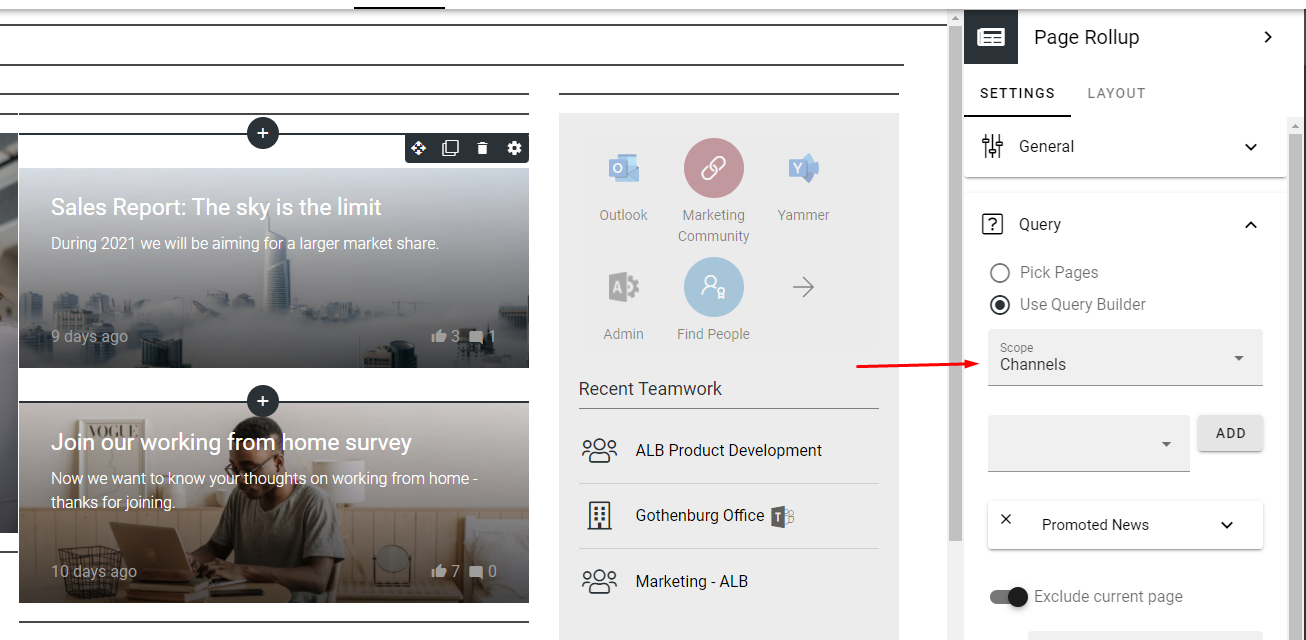 Page Rollup
SETTINGS
LAYOUT
General
Query
Pick Pages
Use Query Builder
Scope
Channels
ADD
Promoted News
Exclude current page
Sales Report: The sky is the limit
During 2021 we will be aiming for a larger market share.
9 days ago
3
1
VOGUE
Join our working from home survey
Now we want to know your thoughts on working from home -
thanks for joining.
10 days ago
7
0
Outlook
Marketing
Community
Yammer
Admin
Find People
Recent Teamwork
ALB Product Development
Gothenburg Office
Marketing - ALB